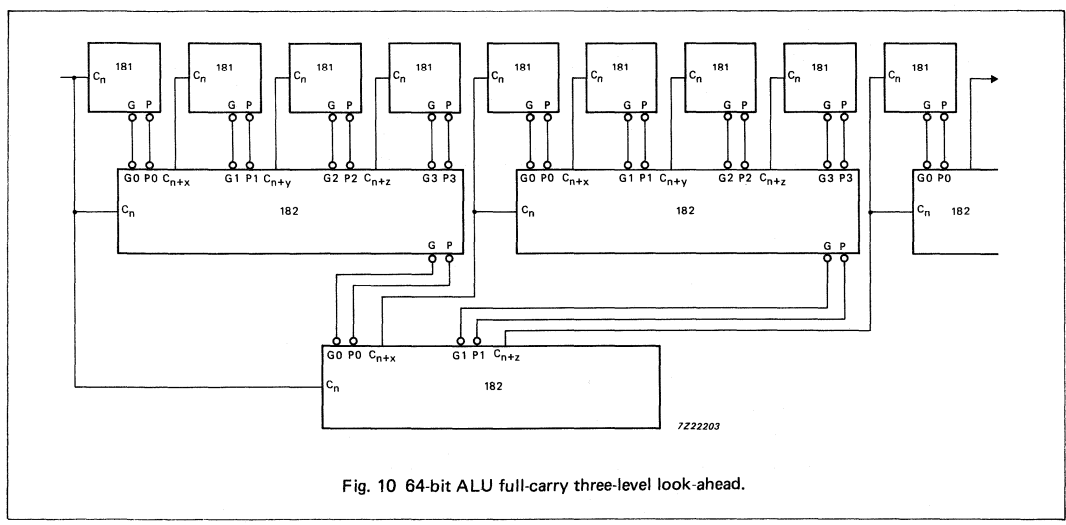 181 181 181 181 181 181 181 181 181
Cn Cn Cn Cn Cn Cn Cn Cn Cn
G P G P G P G P G P G P G P G P G P
G0 P0 Cn+x G1 P1 Cn+y G2 P2 Cn+z G3 P3 G0 P0 Cn+x G1 P1 Cn+y G2 P2 Cn+z G3 P3 G0 P0
Cn 182 Cn 182 Cn 182
G P G P
G0 P0 Cn+x G1 P1 Cn+z
Cn 182
7Z22203
Fig. 10 64-bit ALU full-carry three-level look-ahead.